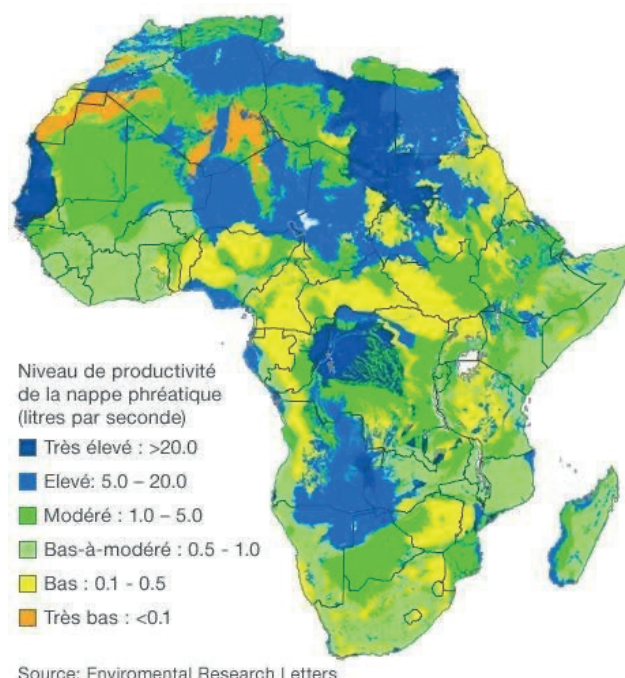 Niveau de productivité
de la nappe phréatique
(litres par seconde)
Très élevé : >20.0
Elevé: 5.0 – 20.0
Modéré : 1.0 – 5.0
Bas-à-modéré : 0.5 - 1.0
Bas : 0.1 - 0.5
Très bas : <0.1
Source: Enviromental Research Letters